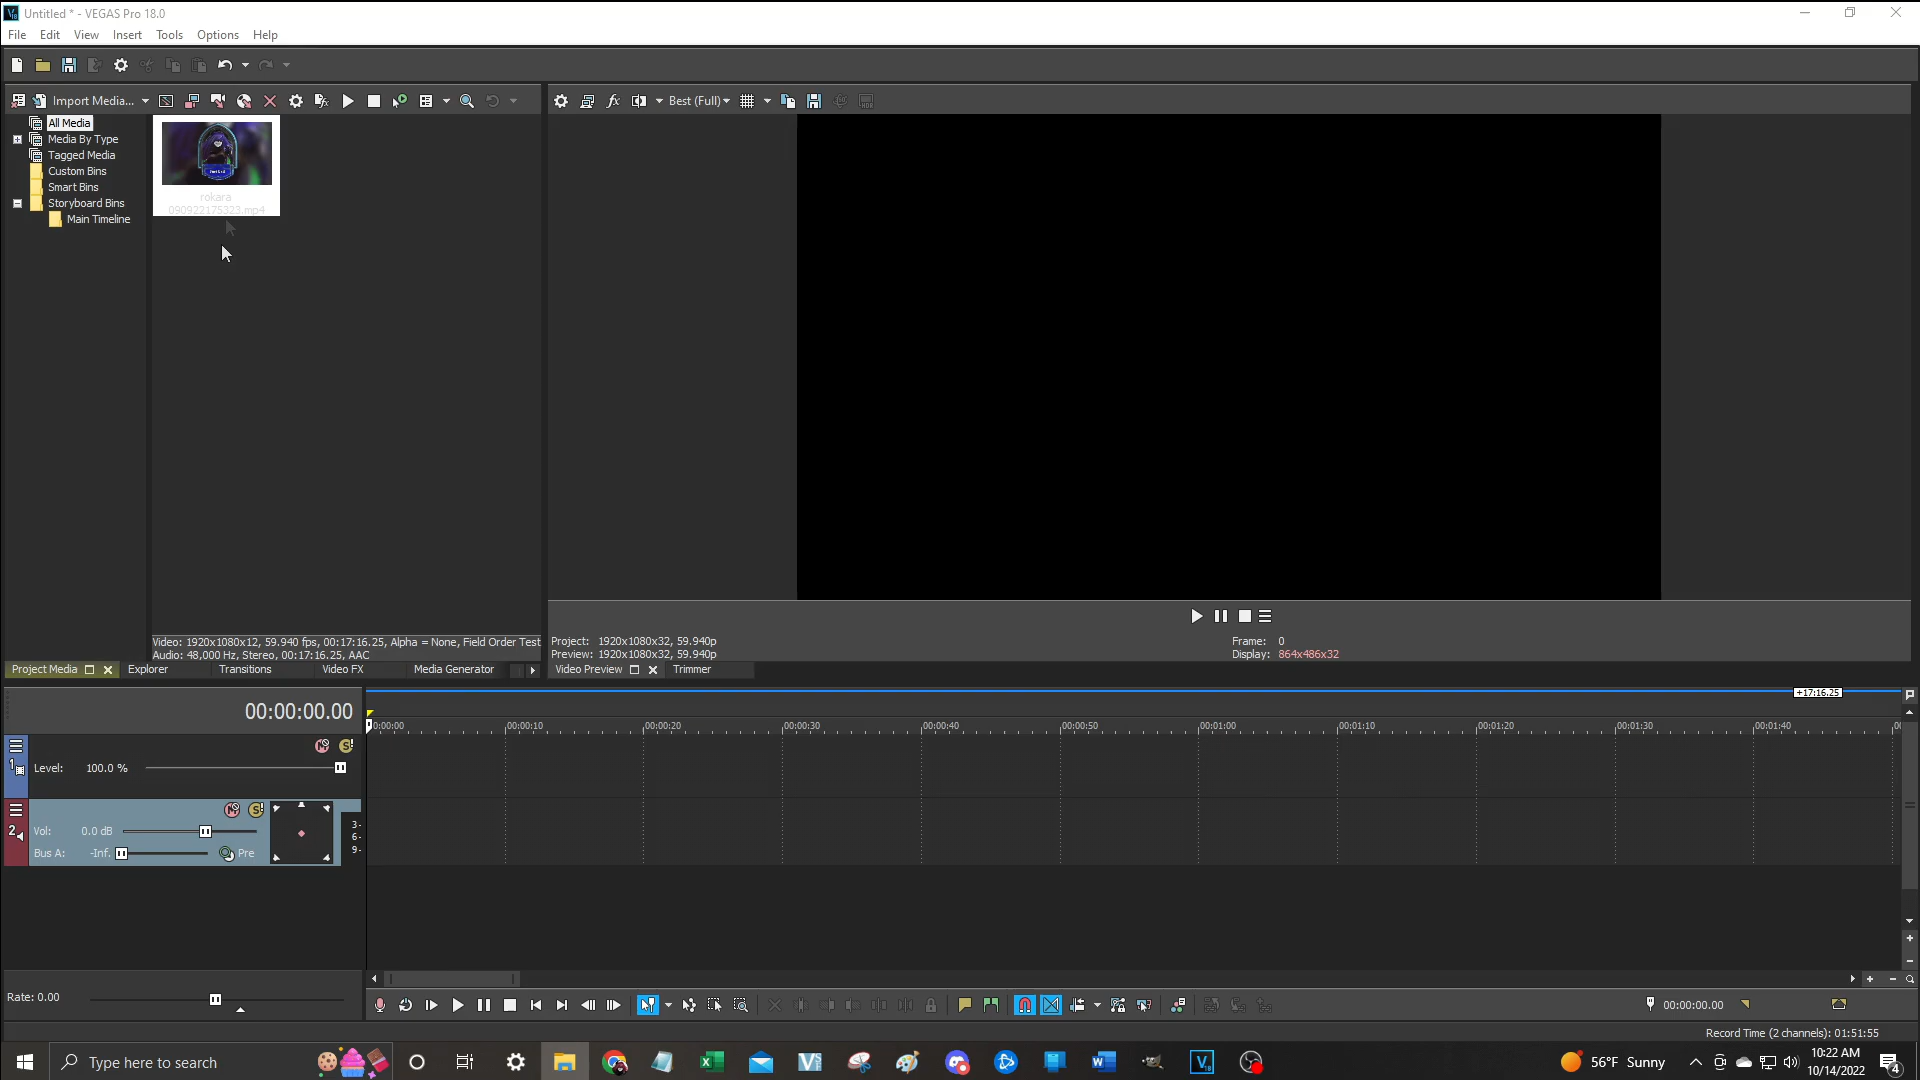 Untitled * - VEGAS Pro 18.0
File Edit View Insert Tools Options Help
Import Media...
Best (Full)
All Media
Media By Type
Tagged Media
Custom Bins
Smart Bins
Storyboard Bins
Main Timeline
rokara
090922175323.mp4
Video: 1920x1080x12, 59.940 fps, 00:17:16.25, Alpha = None, Field Order Test
Audio: 48,000 Hz, Stereo, 00:17:16.25, AAC
Project: 1920x1080x32, 59.940p
Preview: 1920x1080x32, 59.940p
Frame: 0
Display: 864x486x32
Project Media Explorer Transitions Video FX Media Generator
Video Preview Trimmer
+17:16.25
00:00:00.00
0:00:00 00:00:10 00:00:20 00:00:30 00:00:40 00:00:50 00:01:00 00:01:10 00:01:20 00:01:30 00:01:40 00
1 Level: 100.0 %
M S
2 Vol: 0.0 dB
M S
Bus A: -Inf. Pre
3-
6-
9-
Rate: 0.00
00:00:00.00
Record Time (2 channels): 01:51:55
Type here to search
56°F Sunny
10:22 AM
10/14/2022
4